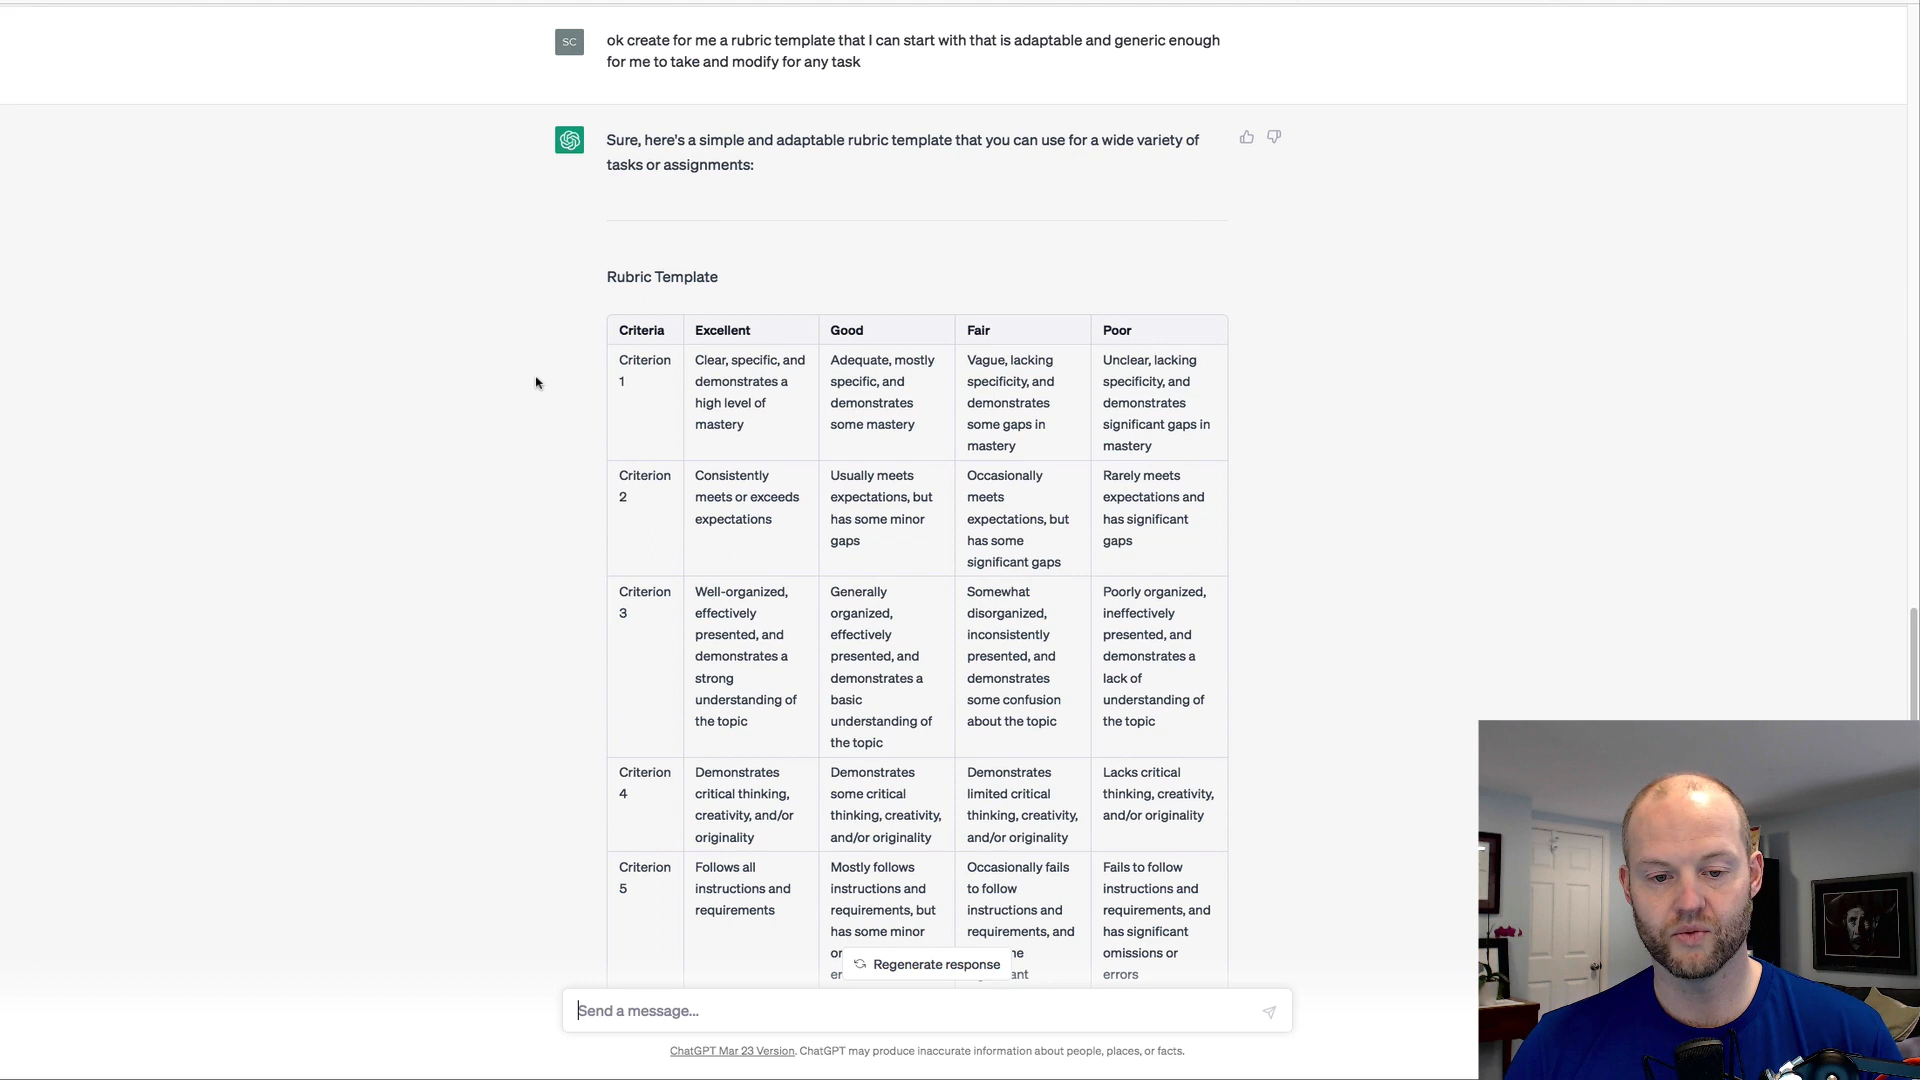 SC
ok create for me a rubric template that I can start with that is adaptable and generic enough
for me to take and modify for any task
Sure, here's a simple and adaptable rubric template that you can use for a wide variety of
tasks or assignments:
Rubric Template
Criteria
Excellent
Good
Fair
Poor
Criterion
1
Clear, specific, and
demonstrates a
high level of
mastery
Adequate, mostly
specific, and
demonstrates
some mastery
Vague, lacking
specificity, and
demonstrates
some gaps in
mastery
Unclear, lacking
specificity, and
demonstrates
significant gaps in
mastery
Criterion
2
Consistently
meets or exceeds
expectations
Usually meets
expectations, but
has some minor
gaps
Occasionally
meets
expectations, but
has some
significant gaps
Rarely meets
expectations and
has significant
gaps
Criterion
3
Well-organized,
effectively
presented, and
demonstrates a
strong
understanding of
the topic
Generally
organized,
effectively
presented, and
demonstrates a
basic
understanding of
the topic
Somewhat
disorganized,
inconsistently
presented, and
demonstrates
some confusion
about the topic
Poorly organized,
ineffectively
presented, and
demonstrates a
lack of
understanding of
the topic
Criterion
4
Demonstrates
critical thinking,
creativity, and/or
originality
Demonstrates
some critical
thinking, creativity,
and/or originality
Demonstrates
limited critical
thinking, creativity,
and/or originality
Lacks critical
thinking, creativity,
and/or originality
Criterion
5
Follows all
instructions and
requirements
Mostly follows
instructions and
requirements, but
has some minor
Occasionally fails
to follow
instructions and
requirements, and
Fails to follow
instructions and
requirements, and
has significant
omissions or
errors
Regenerate response
Send a message...
ChatGPT Mar 23 Version. ChatGPT may produce inaccurate information about people, places, or facts.